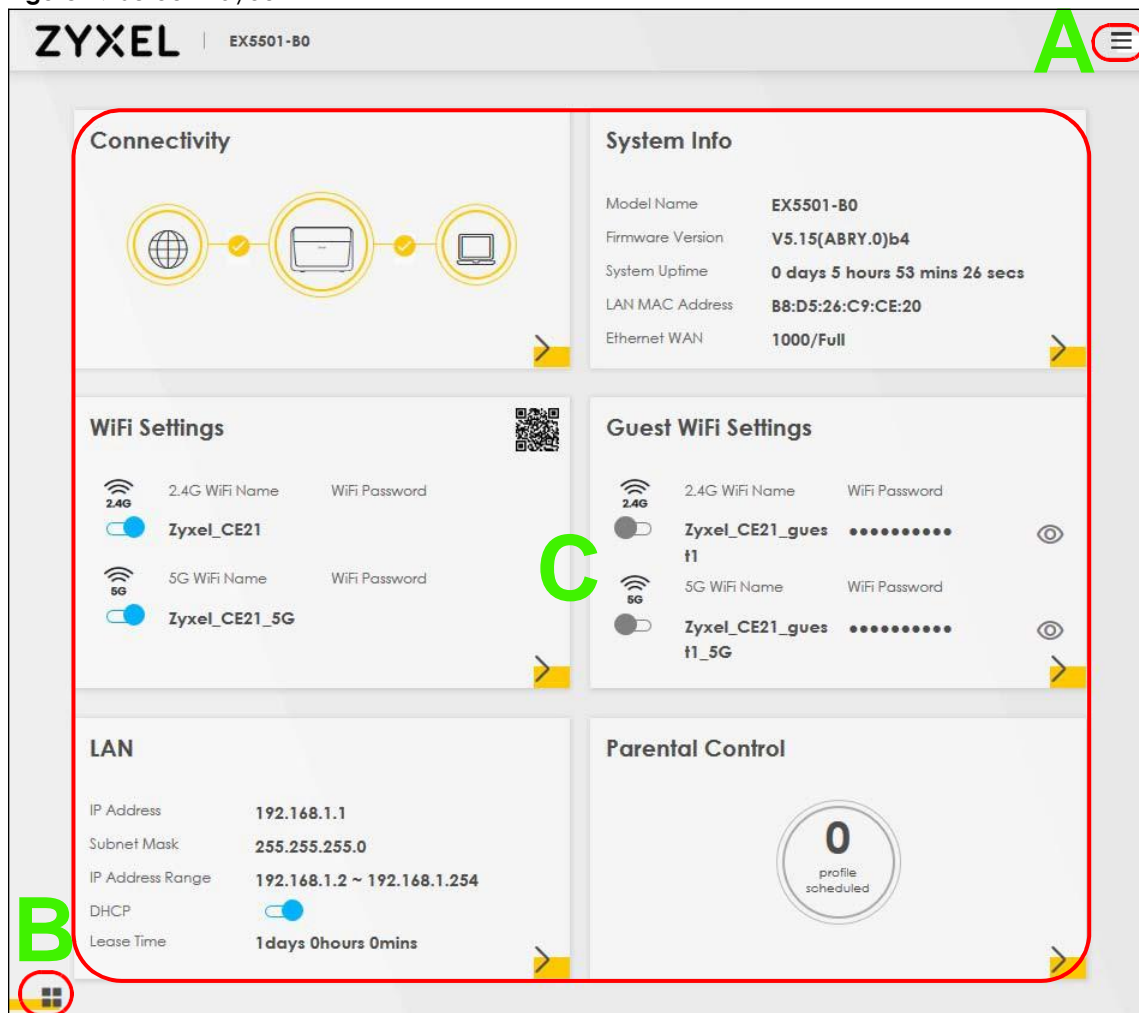 ZYXEL | EX5501-B0
A
Connectivity
System Info
Model Name EX5501-B0
Firmware Version V5.15(ABRY.0)b4
System Uptime 0 days 5 hours 53 mins 26 secs
LAN MAC Address B8:D5:26:C9:CE:20
Ethernet WAN 1000/Full
WiFi Settings
2.4G
2.4G WiFi Name WiFi Password
Zyxel_CE21
5G
5G WiFi Name WiFi Password
Zyxel_CE21_5G
C
Guest WiFi Settings
2.4G
2.4G WiFi Name WiFi Password
Zyxel_CE21_gues ••••••••••
t1
5G
5G WiFi Name WiFi Password
Zyxel_CE21_gues ••••••••••
t1_5G
LAN
IP Address 192.168.1.1
Subnet Mask 255.255.255.0
IP Address Range 192.168.1.2 ~ 192.168.1.254
DHCP
Lease Time 1days 0hours 0mins
B
Parental Control
0
profile
scheduled